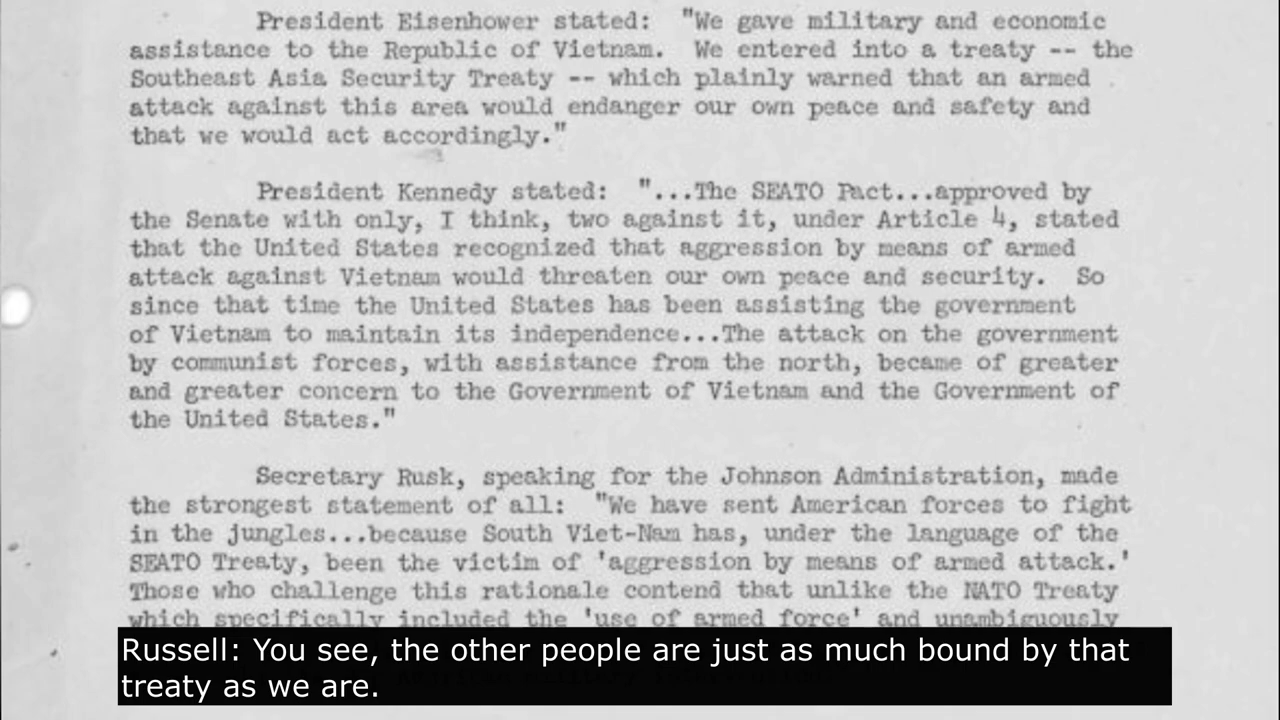 President Eisenhower stated: "We gave military and economic
assistance to the Republic of Vietnam. We entered into a treaty -- the
Southeast Asia Security Treaty -- which plainly warned that an armed
attack against this area would endanger our own peace and safety and
that we would act accordingly."
President Kennedy stated: "...The SEATO Pact...approved by
the Senate with only, I think, two against it, under Article 4, stated
that the United States recognized that aggression by means of armed
attack against Vietnam would threaten our own peace and security. So
since that time the United States has been assisting the government
of Vietnam to maintain its independence...The attack on the government
by communist forces, with assistance from the north, became of greater
and greater concern to the Government of Vietnam and the Government of
the United States."
Secretary Rusk, speaking for the Johnson Administration, made
the strongest statement of all: "We have sent American forces to fight
in the jungles...because South Viet-Nam has, under the language of the
SEATO Treaty, been the victim of 'aggression by means of armed attack.'
Those who challenge this rationale contend that unlike the NATO Treaty
which specifically included the 'use of armed force' and unambiguously
Russell: You see, the other people are just as much bound by that
treaty as we are.